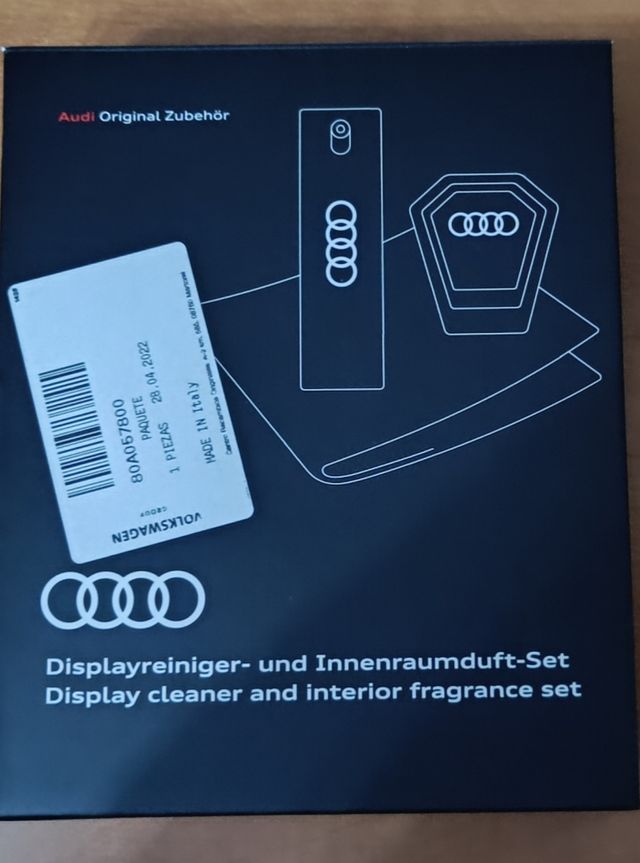 Audi Original Zubehör
80A057800
PAQUETE
1 PIEZAS 28.04.2022
MADE IN Italy
VOLKSWAGEN
GROUP
Displayreiniger- und Innenraumduft-Set
Display cleaner and interior fragrance set